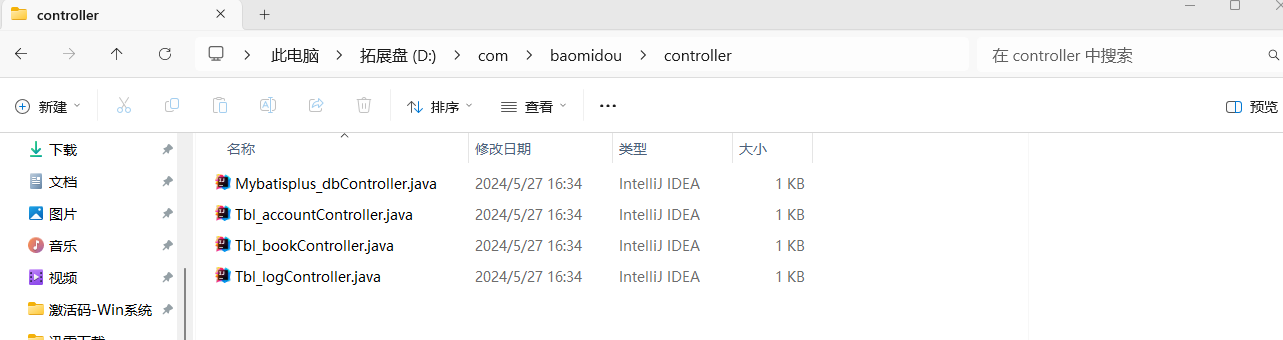 controller
此电脑 拓展盘 (D:) com baomidou controller
在 controller 中搜索
新建 排序 查看 预览
名称 修改日期 类型 大小
下载
文档
图片
音乐
视频
激活码-Win系统
迅雷下载
Mybatisplus_dbController.java 2024/5/27 16:34 IntelliJ IDEA 1 KB
Tbl_accountController.java 2024/5/27 16:34 IntelliJ IDEA 1 KB
Tbl_bookController.java 2024/5/27 16:34 IntelliJ IDEA 1 KB
Tbl_logController.java 2024/5/27 16:34 IntelliJ IDEA 1 KB